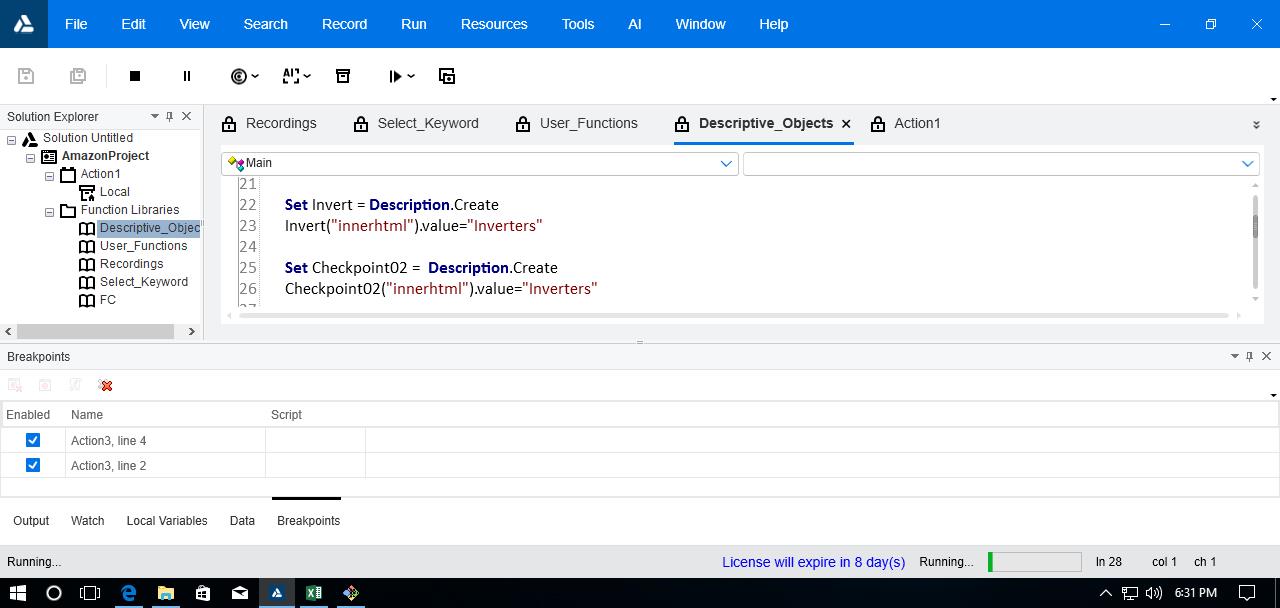 File Edit View Search Record Run Resources Tools AI Window Help
Solution Explorer
Recordings Select_Keyword User_Functions Descriptive_Objects Action1
Solution Untitled
AmazonProject
Action1
Local
Function Libraries
Descriptive_Objec
User_Functions
Recordings
Select_Keyword
FC
Main
21
22 Set Invert = Description.Create
23 Invert("innerhtml").value="Inverters"
24
25 Set Checkpoint02 = Description.Create
26 Checkpoint02("innerhtml").value="Inverters"
27
Breakpoints
Enabled Name Script
Action3, line 4
Action3, line 2
Output Watch Local Variables Data Breakpoints
Running... License will expire in 8 day(s) Running... ln 28 col 1 ch 1
6:31 PM